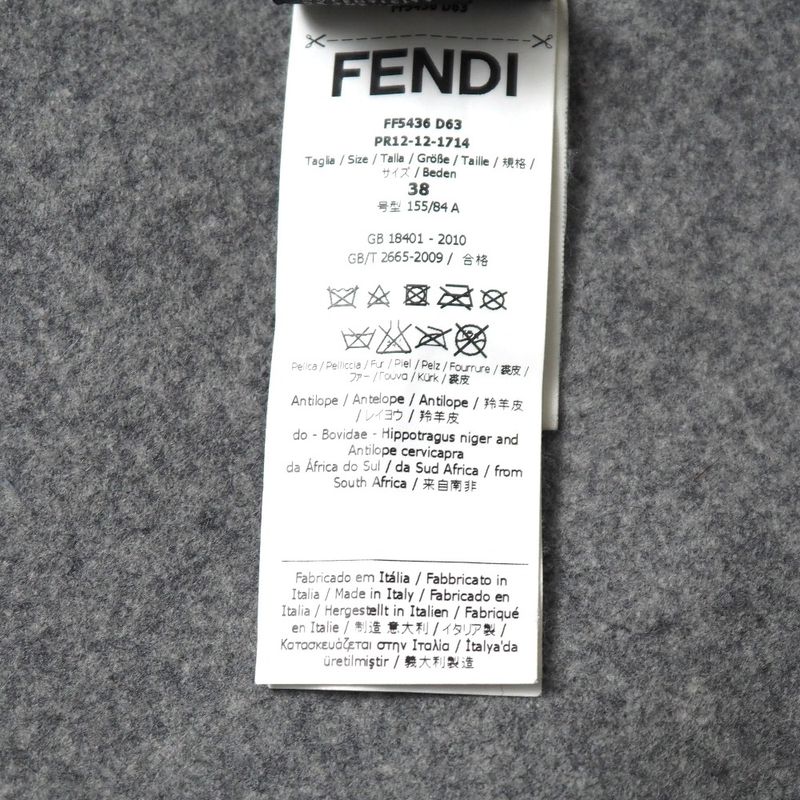 FF5436 D63
FENDI
FF5436 D63
PR12-12-1714
Taglia / Size / Talla / Größe / Taille / 規格 /
サイズ / Beden
38
号型 155/84 A
GB 18401 - 2010
GB/T 2665-2009 / 合格
Pelica / Pelliccia / Fur / Piel / Pelz / Fourrure / 裘皮 /
ファー / Γούνα / Kürk / 裘皮
Antilope / Antelope / Antilope / 羚羊皮
/ レイヨウ / 羚羊皮
do - Bovidae - Hippotragus niger and
Antilope cervicapra
da África do Sul / da Sud Africa / from
South Africa / 来自南非
Fabricado em Itália / Fabbricato in
Italia / Made in Italy / Fabricado en
Italia / Hergestellt in Italien / Fabriqué
en Italie / 制造 意大利 / イタリア製 /
Κατασκευάζεται στην Ιταλία / İtalya'da
üretilmiştir / 義大利製造